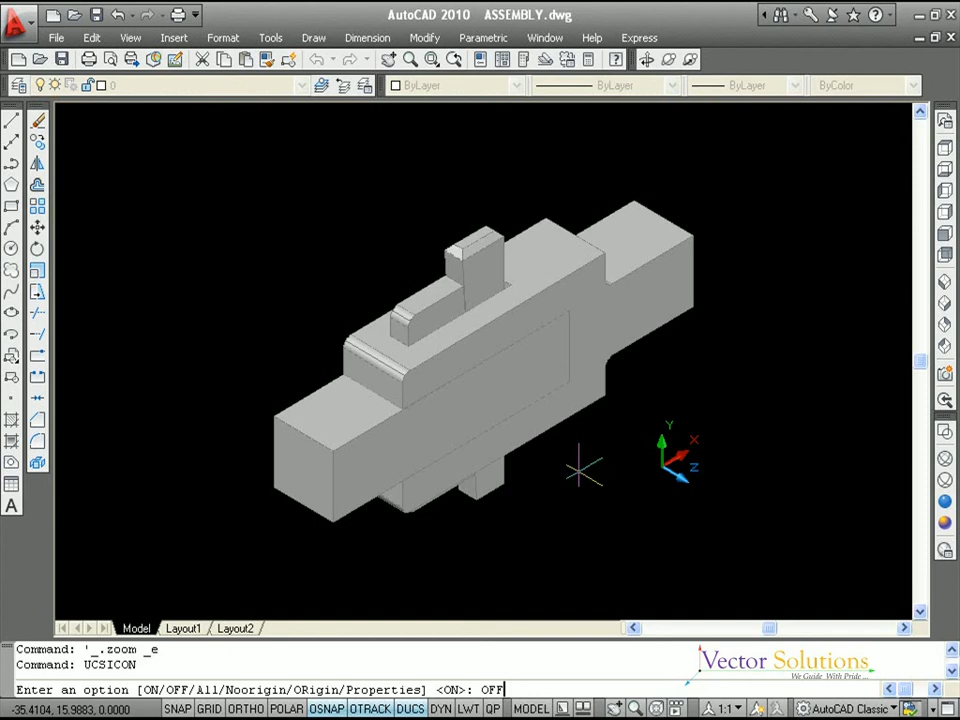 AutoCAD 2010 ASSEMBLY.dwg
File Edit View Insert Format Tools Draw Dimension Modify Parametric Window Help Express
0 ByLayer ByLayer ByLayer ByColor
Y
X
Z
Model Layout1 Layout2
Command: '_.zoom _e
Command: UCSICON
Enter an option [ON/OFF/All/Noorigin/ORigin/Properties] <ON>: OFF
Vector Solutions
We Guide With Pride ...
-35.4104, 15.9883, 0.0000 SNAP GRID ORTHO POLAR OSNAP OTRACK DUCS DYN LWT QP MODEL 1:1 AutoCAD Classic